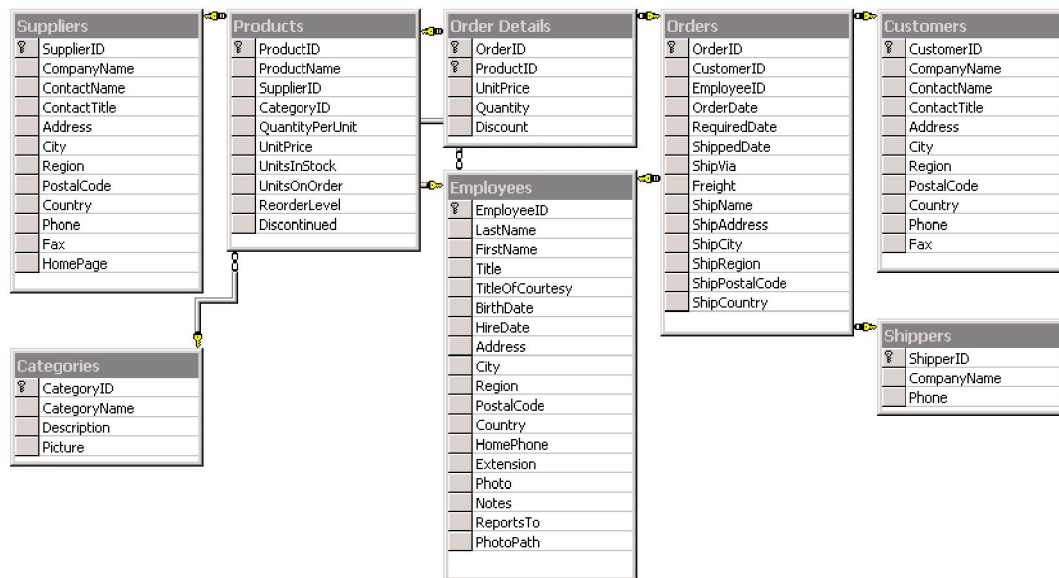 Suppliers
SupplierID
CompanyName
ContactName
ContactTitle
Address
City
Region
PostalCode
Country
Phone
Fax
HomePage
Products
ProductID
ProductName
SupplierID
CategoryID
QuantityPerUnit
UnitPrice
UnitsInStock
UnitsOnOrder
ReorderLevel
Discontinued
Order Details
OrderID
ProductID
UnitPrice
Quantity
Discount
Orders
OrderID
CustomerID
EmployeeID
OrderDate
RequiredDate
ShippedDate
ShipVia
Freight
ShipName
ShipAddress
ShipCity
ShipRegion
ShipPostalCode
ShipCountry
Customers
CustomerID
CompanyName
ContactName
ContactTitle
Address
City
Region
PostalCode
Country
Phone
Fax
Categories
CategoryID
CategoryName
Description
Picture
Employees
EmployeeID
LastName
FirstName
Title
TitleOfCourtesy
BirthDate
HireDate
Address
City
Region
PostalCode
Country
HomePhone
Extension
Photo
Notes
ReportsTo
PhotoPath
Shippers
ShipperID
CompanyName
Phone